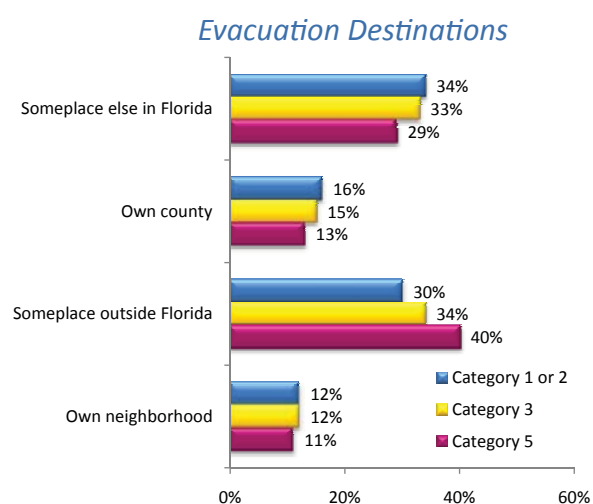 Evacuation Destinations
Someplace else in Florida
34%
33%
29%
Own county
16%
15%
13%
Someplace outside Florida
30%
34%
40%
Own neighborhood
12%
12%
11%
Category 1 or 2
Category 3
Category 5
0% 20% 40% 60%